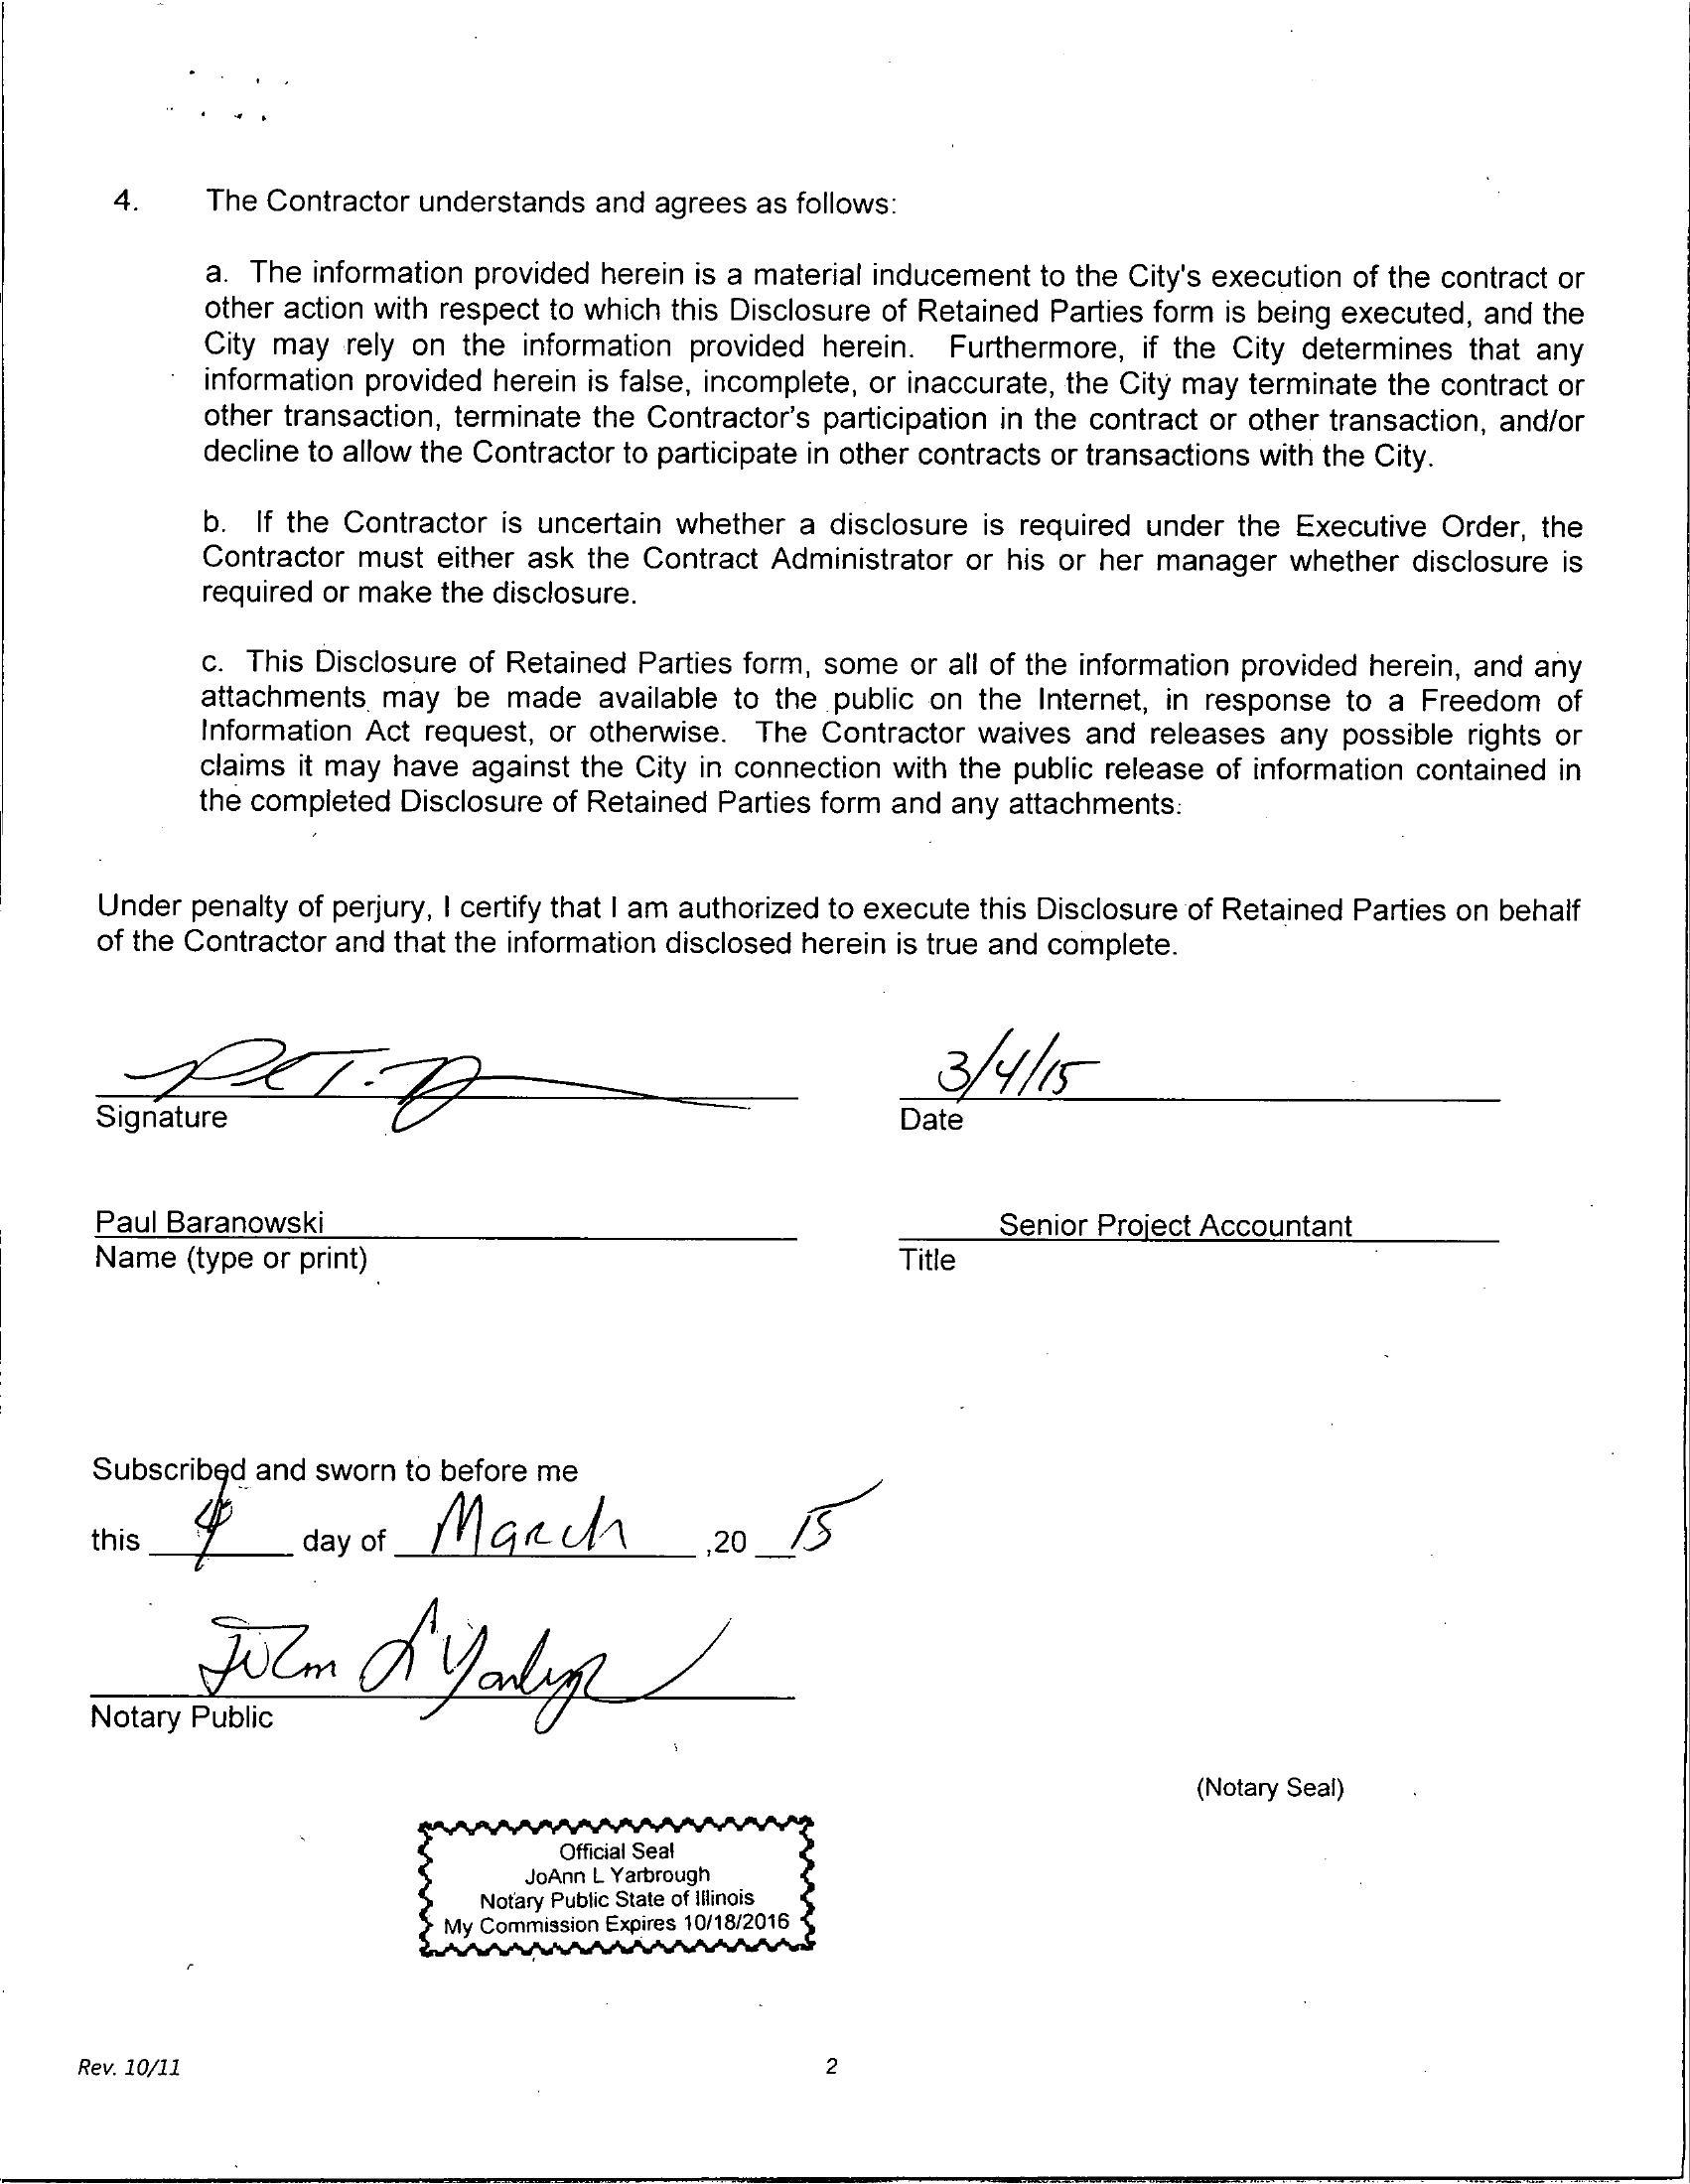 4. The Contractor understands and agrees as follows:
a. The information provided herein is a material inducement to the City's execution of the contract or
other action with respect to which this Disclosure of Retained Parties form is being executed, and the
City may rely on the information provided herein. Furthermore, if the City determines that any
information provided herein is false, incomplete, or inaccurate, the City may terminate the contract or
other transaction, terminate the Contractor's participation in the contract or other transaction, and/or
decline to allow the Contractor to participate in other contracts or transactions with the City.
b. If the Contractor is uncertain whether a disclosure is required under the Executive Order, the
Contractor must either ask the Contract Administrator or his or her manager whether disclosure is
required or make the disclosure.
c. This Disclosure of Retained Parties form, some or all of the information provided herein, and any
attachments may be made available to the public on the Internet, in response to a Freedom of
Information Act request, or otherwise. The Contractor waives and releases any possible rights or
claims it may have against the City in connection with the public release of information contained in
the completed Disclosure of Retained Parties form and any attachments.
Under penalty of perjury, I certify that I am authorized to execute this Disclosure of Retained Parties on behalf
of the Contractor and that the information disclosed herein is true and complete.
3/4/15
Signature Date
Paul Baranowski Senior Project Accountant
Name (type or print) Title
Subscribed and sworn to before me
this 4 day of March ,20 15
Notary Public
(Notary Seal)
Official Seal
JoAnn L Yarbrough
Notary Public State of Illinois
My Commission Expires 10/18/2016
Rev. 10/11 2